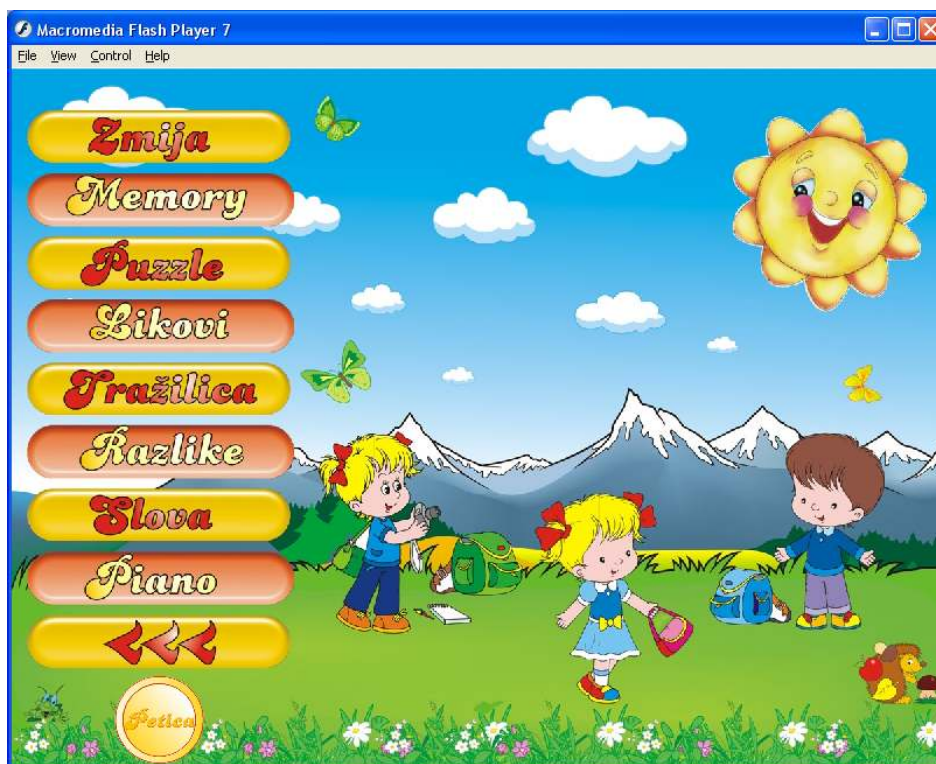 Macromedia Flash Player 7
File View Control Help
Zmija
Memory
Puzzle
Likovi
Tražilica
Razlike
Slova
Piano
Petica